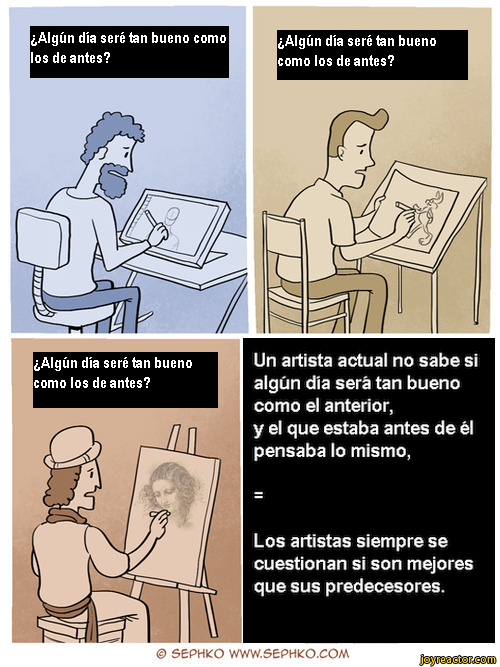 ¿Algún día seré tan bueno como
los de antes?
¿Algún día seré tan bueno
como los de antes?
¿Algún día seré tan bueno
como los de antes?
Un artista actual no sabe si
algún día será tan bueno
como el anterior,
y el que estaba antes de él
pensaba lo mismo,
=
Los artistas siempre se
cuestionan si son mejores
que sus predecesores.
© SEPHKO WWW.SEPHKO.COM
joyreactor.com